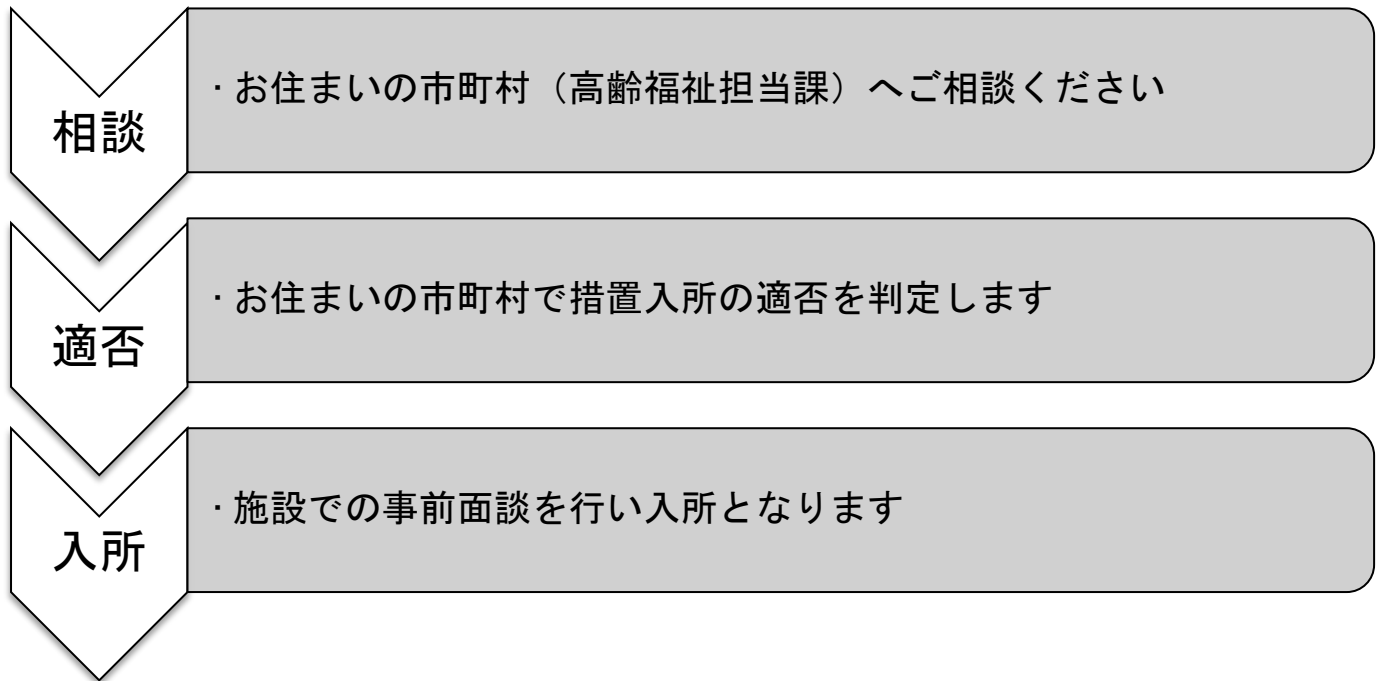 相談
・お住まいの市町村（高齢福祉担当課）へご相談ください
適否
・お住まいの市町村で措置入所の適否を判定します
入所
・施設での事前面談を行い入所となります